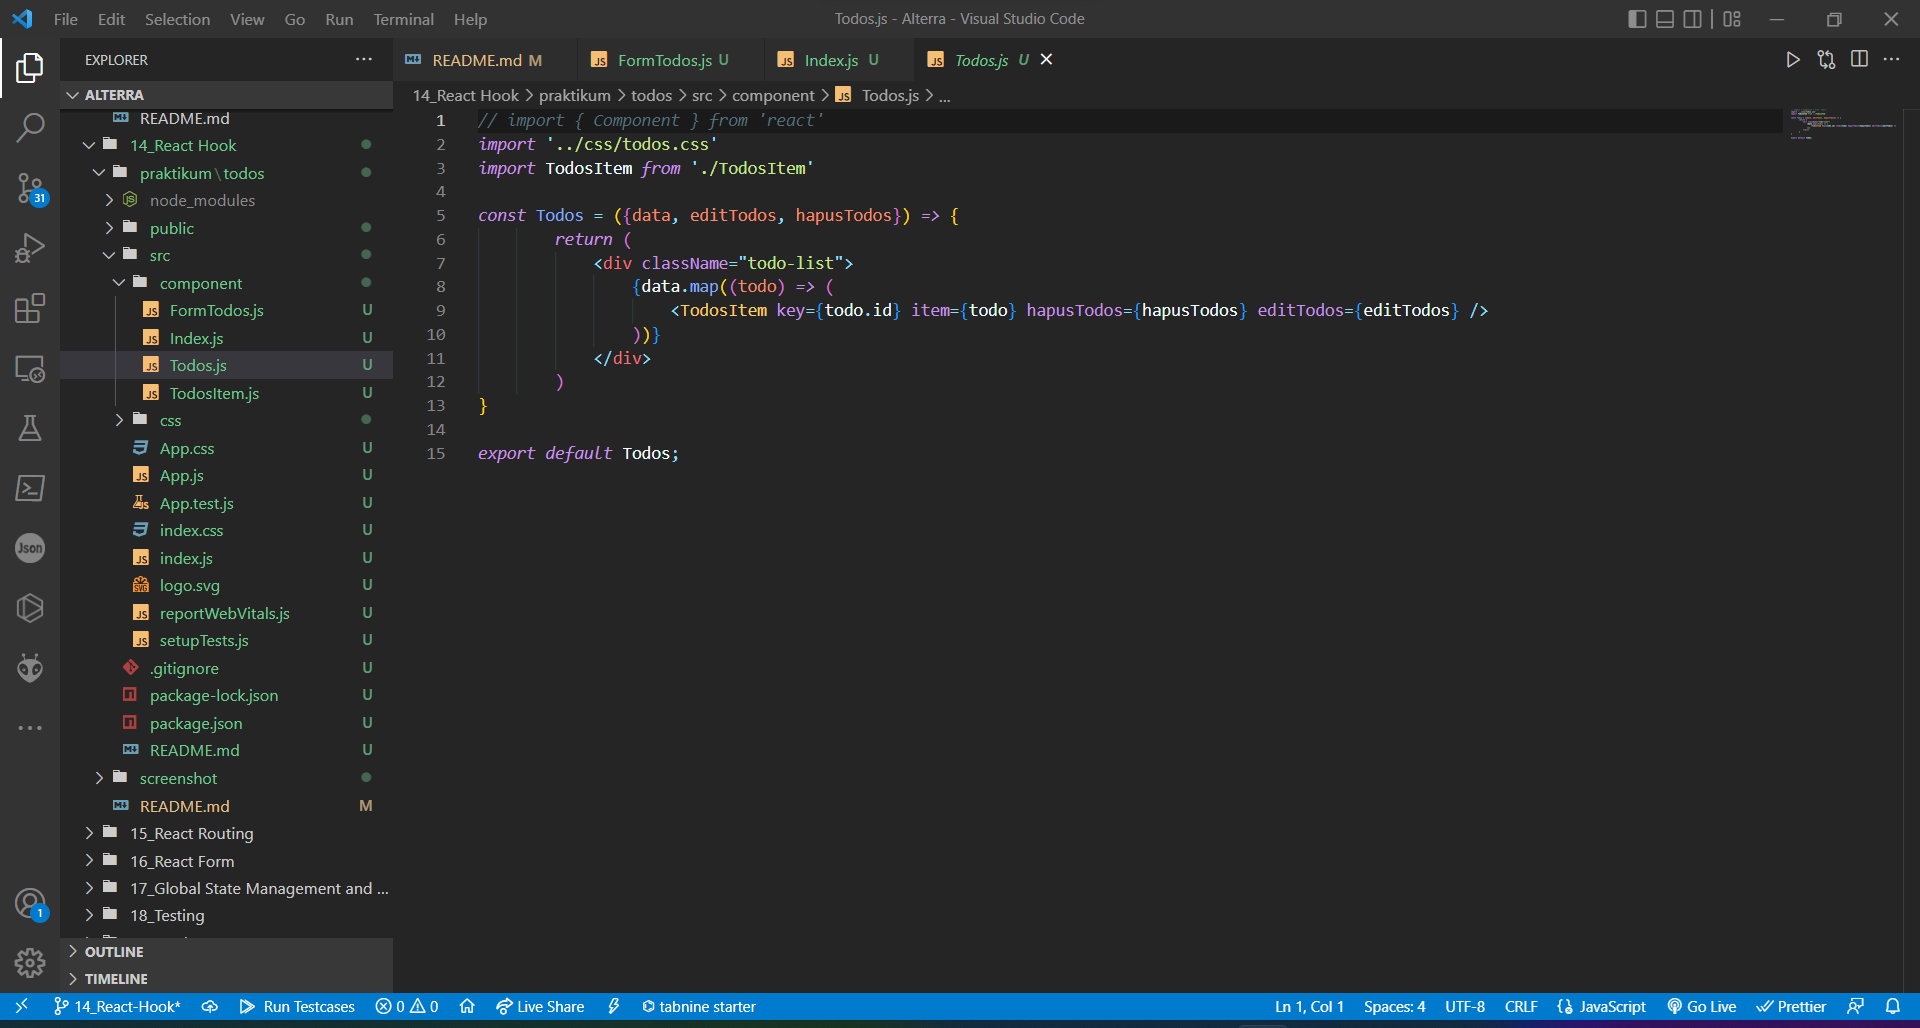 File Edit Selection View Go Run Terminal Help
Todos.js - Alterra - Visual Studio Code
EXPLORER
README.md M
FormTodos.js U
Index.js U
Todos.js U
ALTERRA
14_React Hook > praktikum > todos > src > component > Todos.js > ...
README.md
14_React Hook
praktikum\todos
node_modules
public
src
component
FormTodos.js U
Index.js U
Todos.js U
TodosItem.js U
css
App.css U
App.js U
App.test.js U
index.css U
index.js U
logo.svg U
reportWebVitals.js U
setupTests.js U
.gitignore U
package-lock.json U
package.json U
README.md U
screenshot
README.md M
15_React Routing
16_React Form
17_Global State Management and ...
18_Testing
OUTLINE
TIMELINE
31
Json
1
1 // import { Component } from 'react'
2 import '../css/todos.css'
3 import TodosItem from './TodosItem'
4
5 const Todos = ({data, editTodos, hapusTodos}) => {
6 return (
7 <div className="todo-list">
8 {data.map((todo) => (
9 <TodosItem key={todo.id} item={todo} hapusTodos={hapusTodos} editTodos={editTodos} />
10 ))}
11 </div>
12 )
13 }
14
15 export default Todos;
14_React-Hook* Run Testcases 0 0 Live Share tabnine starter
Ln 1, Col 1 Spaces: 4 UTF-8 CRLF JavaScript Go Live Prettier